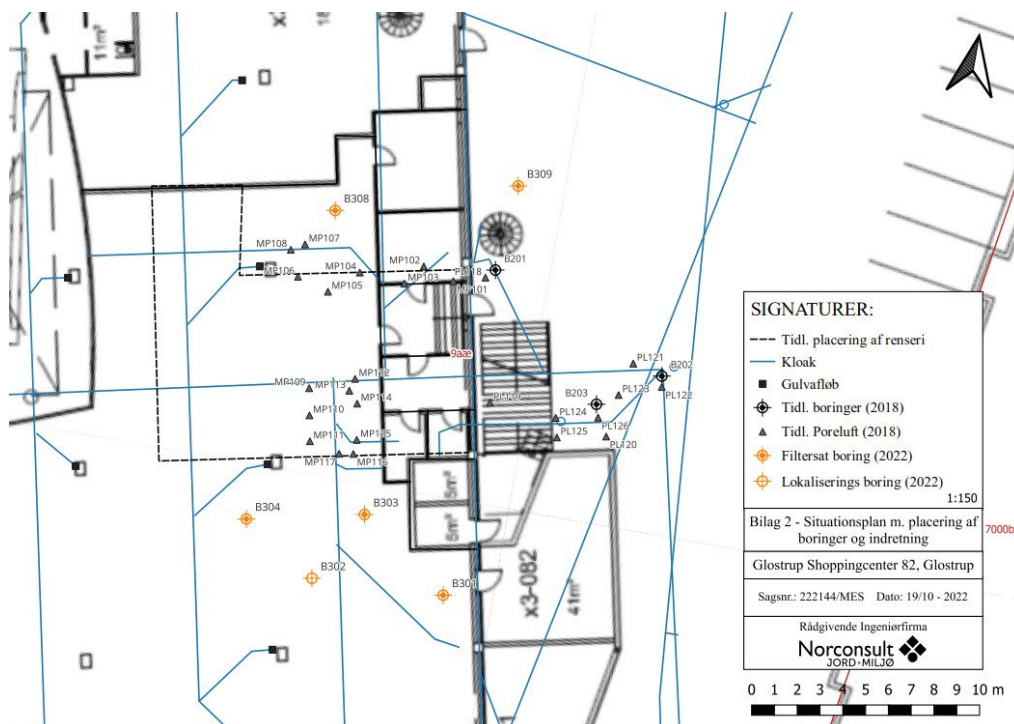 11m²
B309
B308
MP107
MP108
MP102
B201
MP106
MP104
PL118
MP103
MP105
MP101
9aæ
PL121
B202
MP112
MP109
MP113
PL123
PL122
MP114
B203
MP110
PL124
PL126
MP111
MP115
PL125
PL120
MP117
MP116
5m²
B304
B303
5m²
B302
B301
x3-082
41m²
7000b
SIGNATURER:
Tidl. placering af renseri
Kloak
Gulvafløb
Tidl. boringer (2018)
Tidl. Poreluft (2018)
Filtersat boring (2022)
Lokaliserings boring (2022)
1:150
Bilag 2 - Situationsplan m. placering af
boringer og indretning
Glostrup Shoppingcenter 82, Glostrup
Sagsnr.: 222144/MES Dato: 19/10 - 2022
Rådgivende Ingeniørfirma
Norconsult
JORD·MILJØ
0 1 2 3 4 5 6 7 8 9 10 m